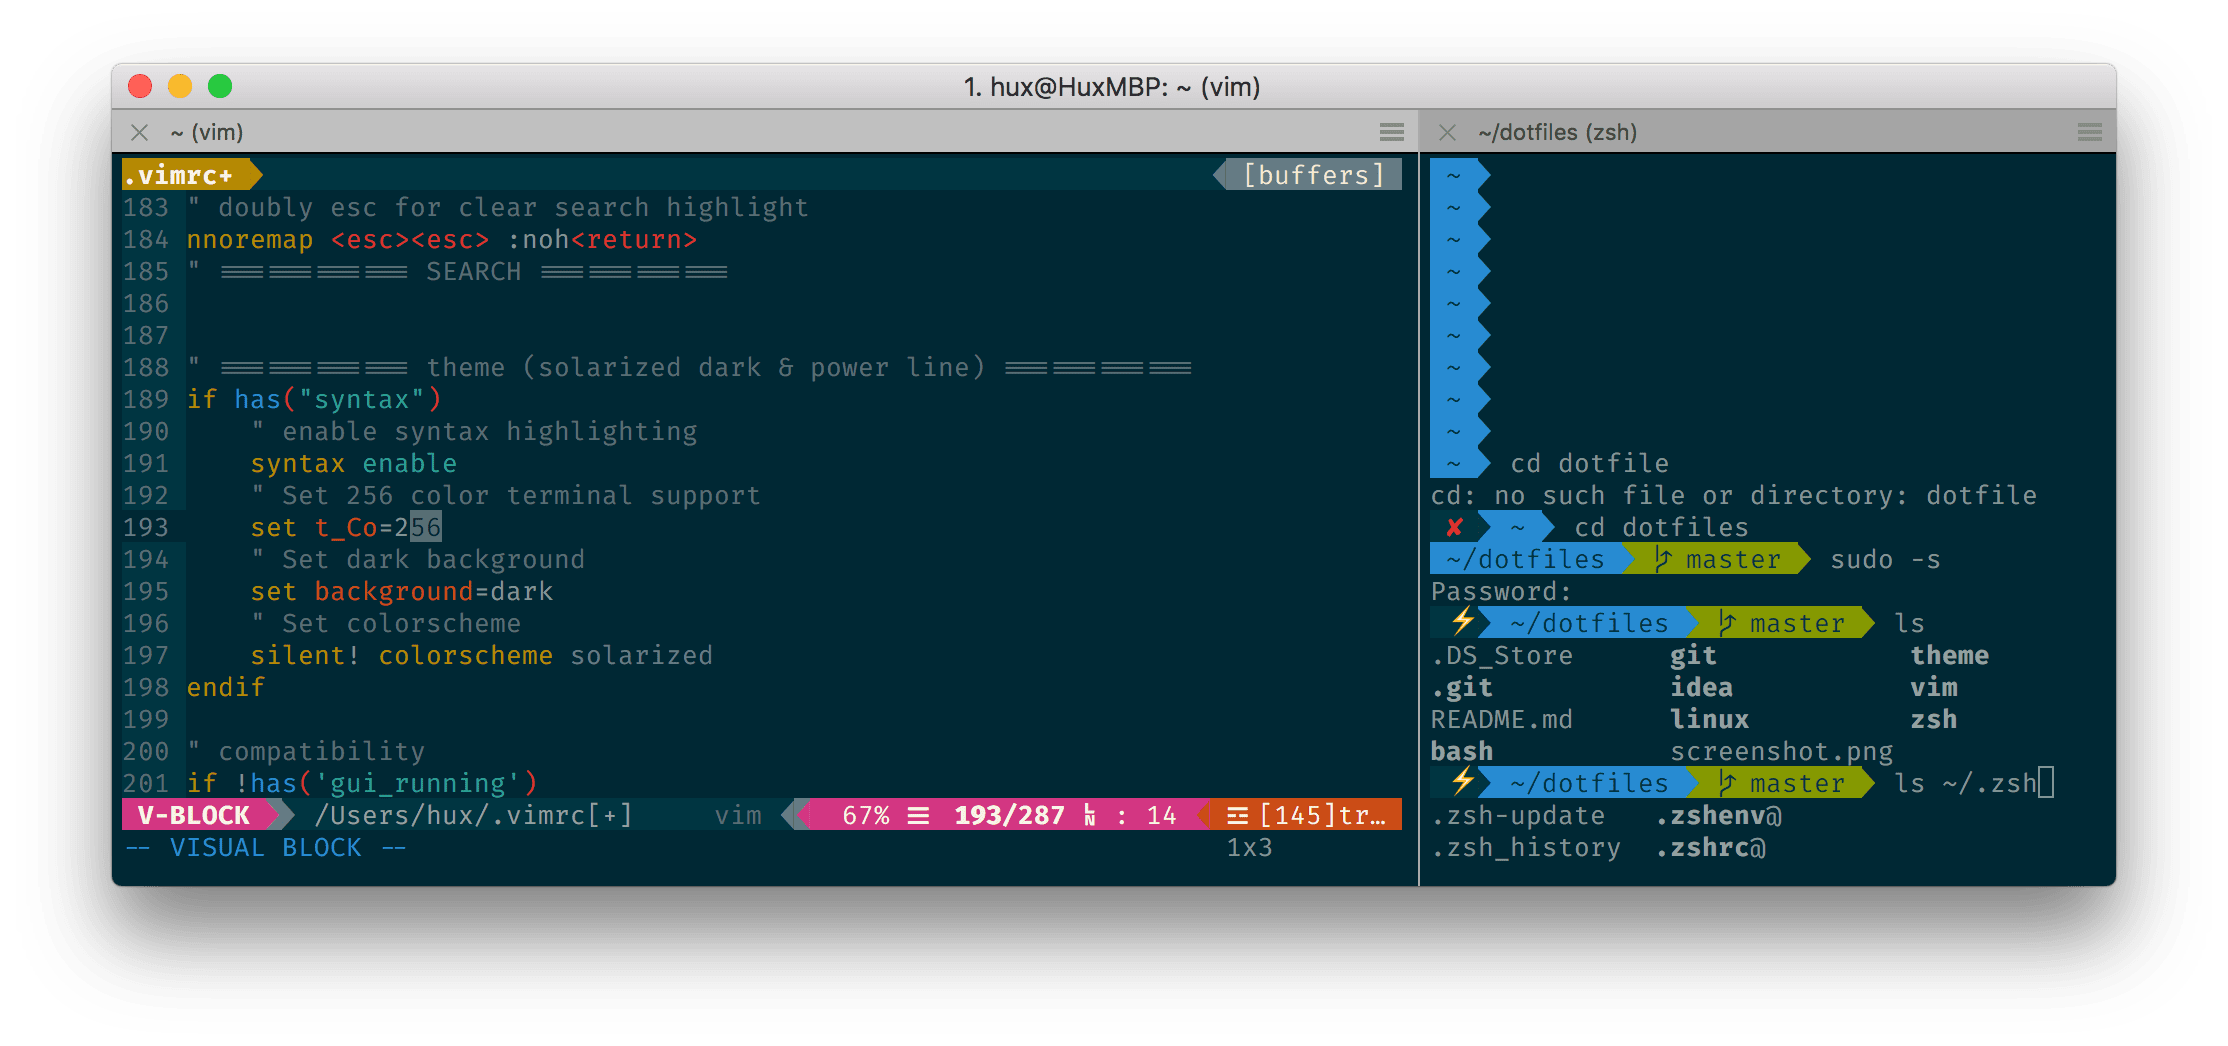 1. hux@HuxMBP: ~ (vim)
~ (vim)
.vimrc+ [buffers]
183 " doubly esc for clear search highlight
184 nnoremap <esc><esc> :noh<return>
185 " ============ SEARCH ============
186
187
188 " ============ theme (solarized dark & power line) ============
189 if has("syntax")
190     " enable syntax highlighting
191     syntax enable
192     " Set 256 color terminal support
193     set t_Co=256
194     " Set dark background
195     set background=dark
196     " Set colorscheme
197     silent! colorscheme solarized
198 endif
199
200 " compatibility
201 if !has('gui_running')
V-BLOCK /Users/hux/.vimrc[+] vim 67% ☰ 193/287 LN : 14 ☲ [145]tr…
-- VISUAL BLOCK -- 1x3
~/dotfiles (zsh)
~
~
~
~
~
~
~
~
~
~ cd dotfile
cd: no such file or directory: dotfile
✘ ~ cd dotfiles
~/dotfiles master sudo -s
Password:
⚡ ~/dotfiles master ls
.DS_Store git theme
.git idea vim
README.md linux zsh
bash screenshot.png
⚡ ~/dotfiles master ls ~/.zsh
.zsh-update .zshenv@
.zsh_history .zshrc@